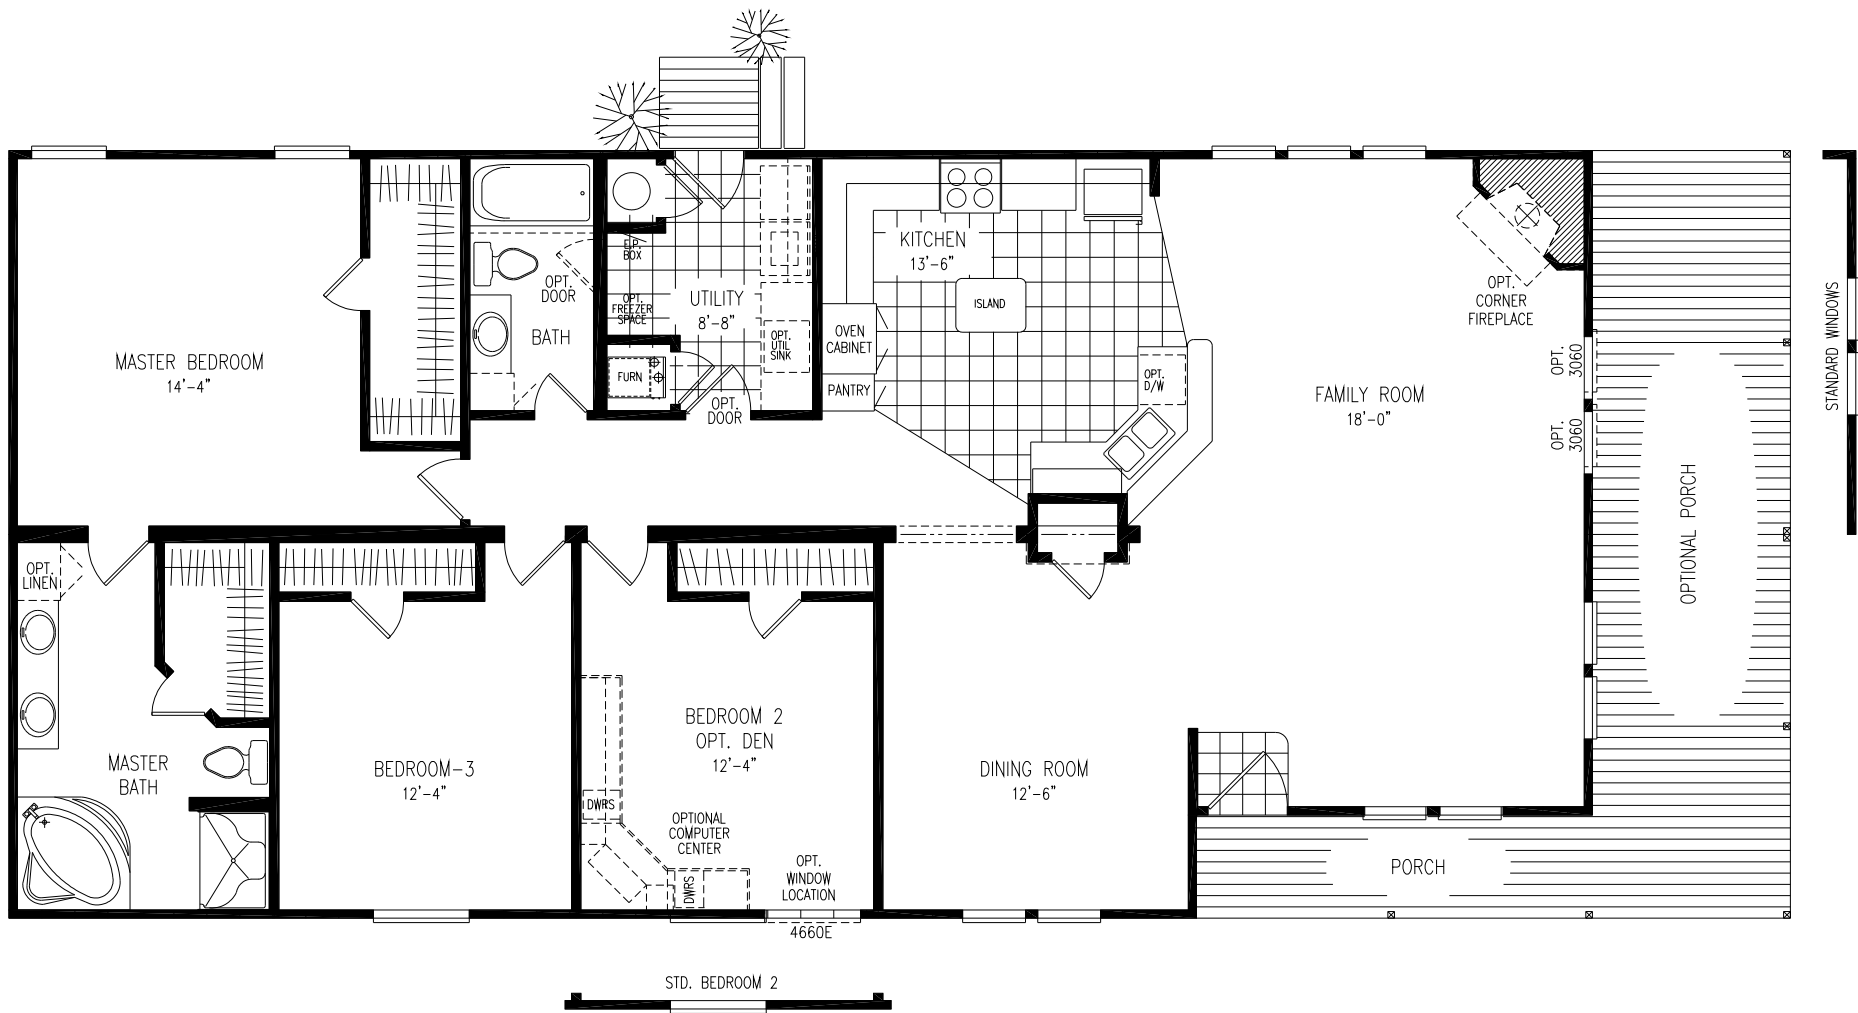 MASTER BEDROOM
14'-4"
OPT.
DOOR
BATH
E.P.
BOX
OPT.
FREEZER
SPACE
FURN
UTILITY
8'-8"
OPT.
UTIL
SINK
OPT.
DOOR
KITCHEN
13'-6"
ISLAND
OVEN
CABINET
PANTRY
OPT.
D/W
FAMILY ROOM
18'-0"
OPT.
CORNER
FIREPLACE
OPT.
3060
OPT.
3060
OPTIONAL PORCH
STANDARD WINDOWS
OPT.
LINEN
MASTER
BATH
BEDROOM-3
12'-4"
BEDROOM 2
OPT. DEN
12'-4"
DWRS
OPTIONAL
COMPUTER
CENTER
DWRS
OPT.
WINDOW
LOCATION
4660E
DINING ROOM
12'-6"
PORCH
STD. BEDROOM 2